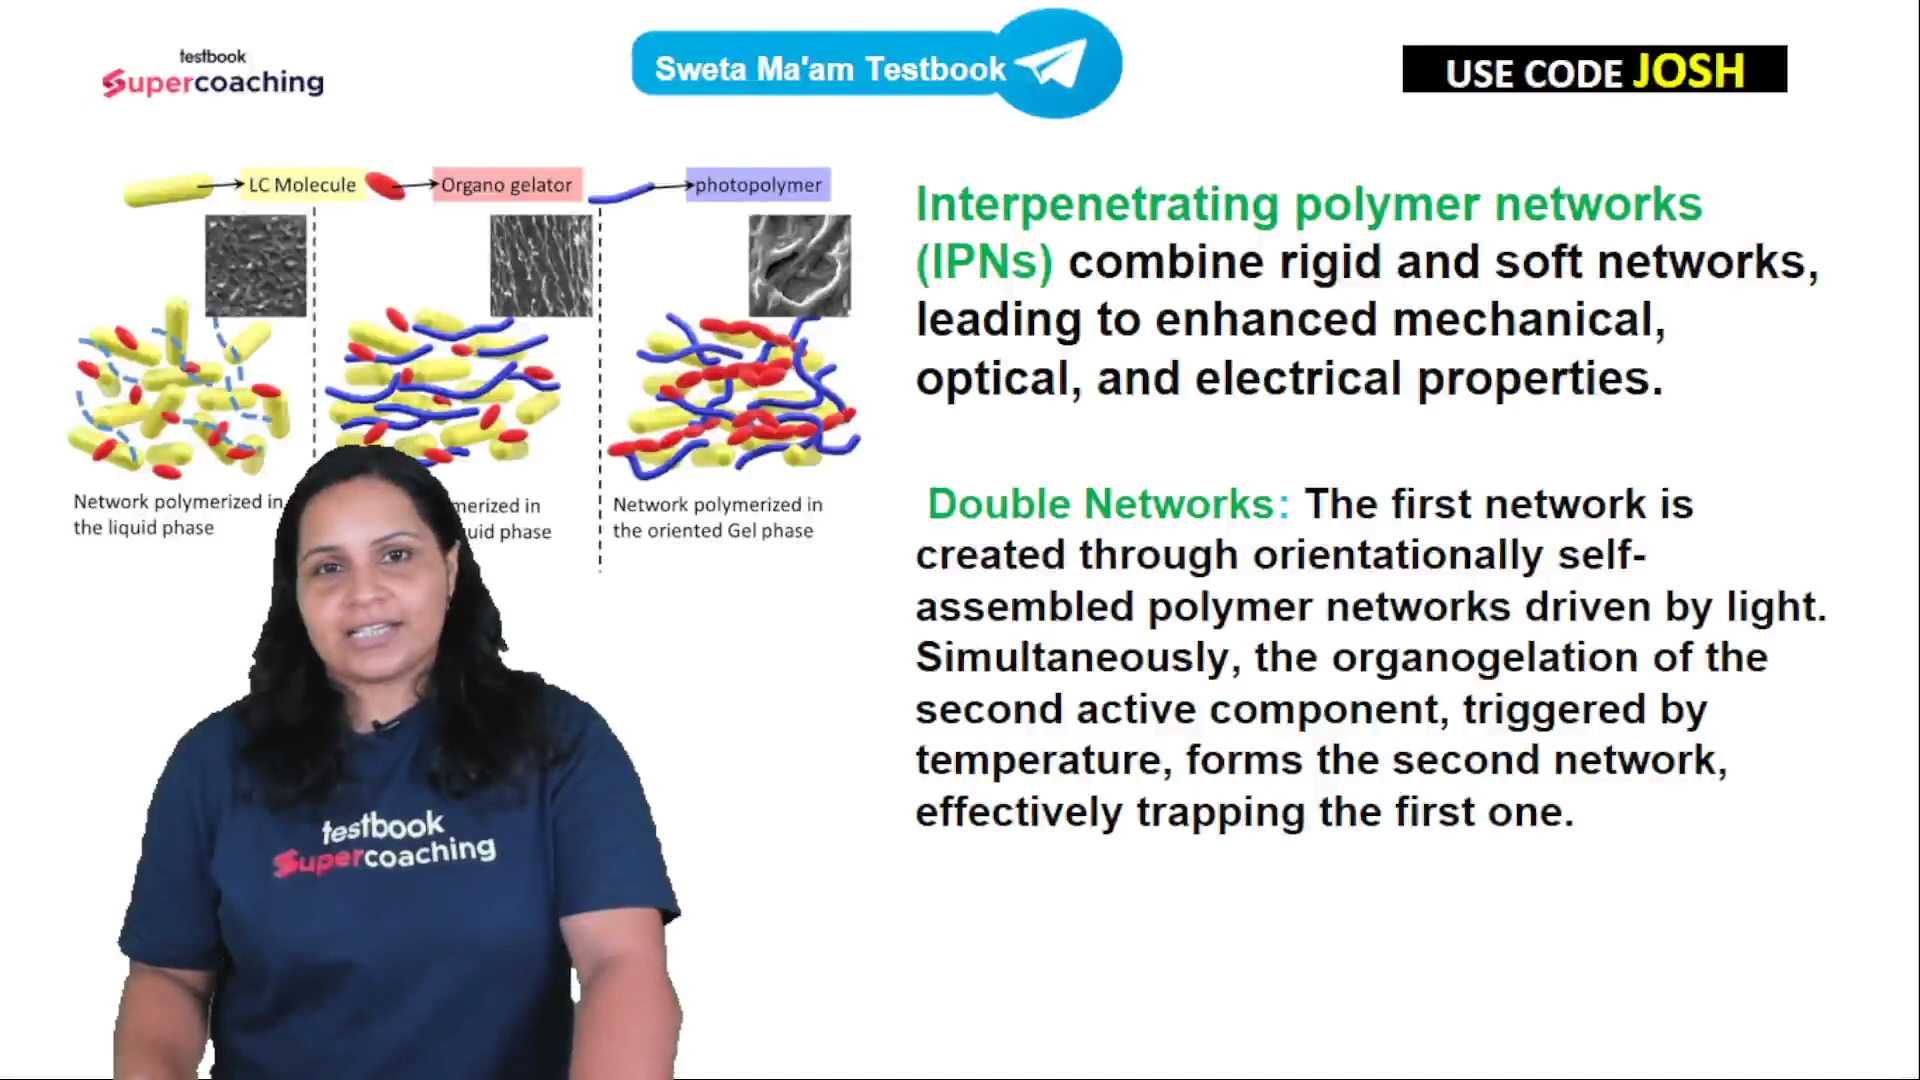 testbook
Supercoaching
Sweta Ma'am Testbook
USE CODE JOSH
LC Molecule
Organo gelator
photopolymer
Network polymerized in
the liquid phase
phase
Network polymerized in
the oriented Gel phase
Interpenetrating polymer networks
(IPNs) combine rigid and soft networks,
leading to enhanced mechanical,
optical, and electrical properties.
Double Networks: The first network is
created through orientationally self-
assembled polymer networks driven by light.
Simultaneously, the organogelation of the
second active component, triggered by
temperature, forms the second network,
effectively trapping the first one.
testbook
Supercoaching